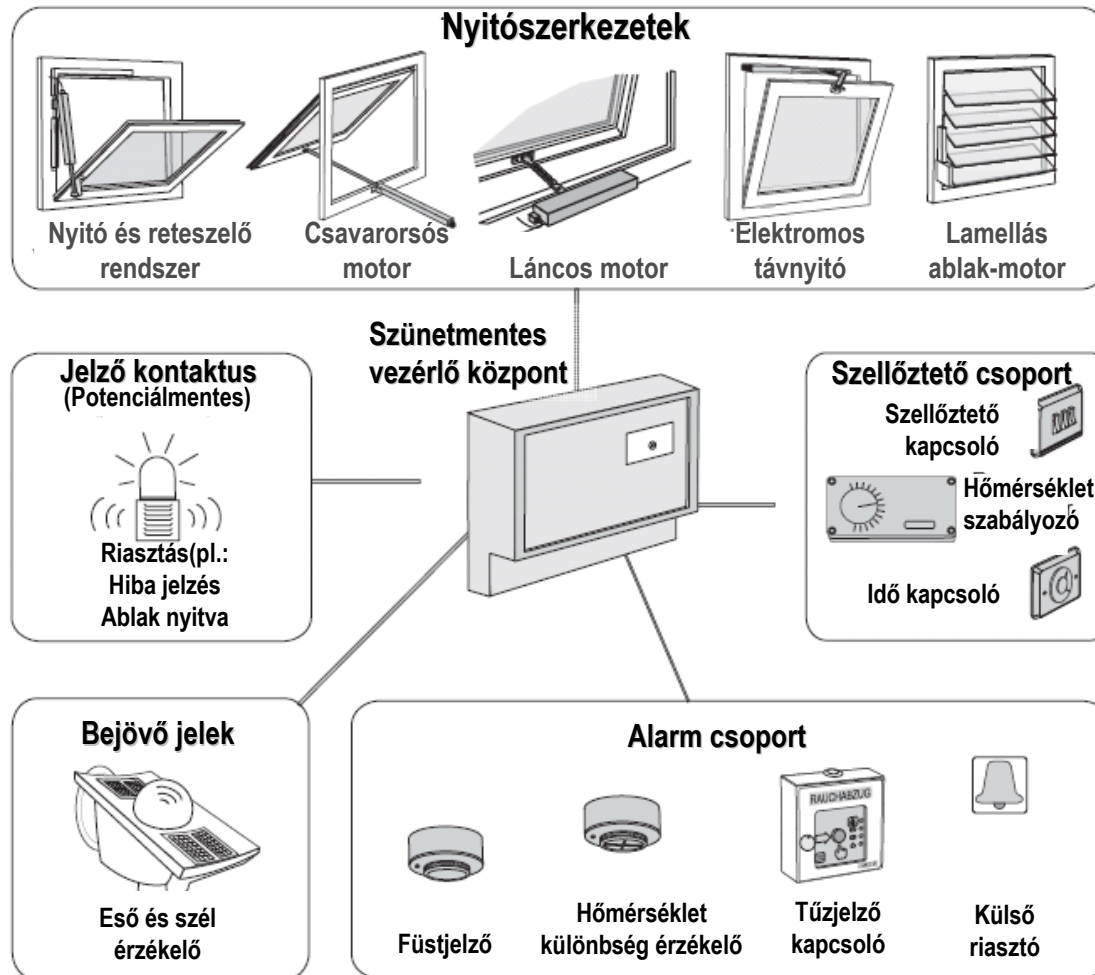 Nyitószerkezetek
Nyitó és reteszelő
rendszer
Csavarorsós
motor
Láncos motor
Elektromos
távnyitó
Lamellás
ablak-motor
Szünetmentes
vezérlő központ
Jelző kontaktus
(Potenciálmentes)
Riasztás(pl.:
Hiba jelzés
Ablak nyitva
Szellőztető csoport
Szellőztető
kapcsoló
Hőmérséklet
szabályozó
Idő kapcsoló
Bejövő jelek
Eső és szél
érzékelő
Alarm csoport
RAUCHABZUG
Füstjelző
Hőmérséklet
különbség érzékelő
Tűzjelző
kapcsoló
Külső
riasztó